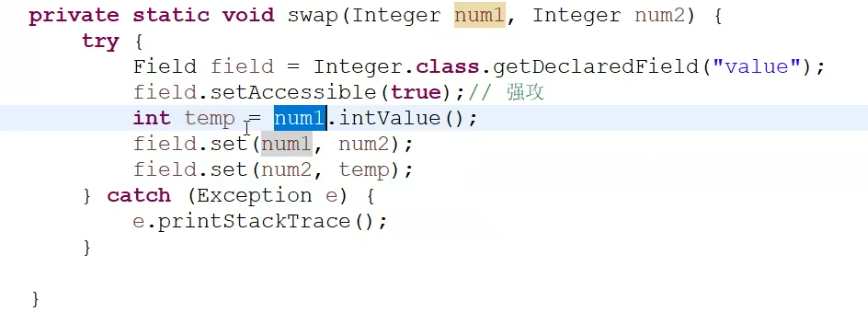 private static void swap(Integer num1, Integer num2) {
try {
Field field = Integer.class.getDeclaredField("value");
field.setAccessible(true);// 强攻
int temp = num1.intValue();
field.set(num1, num2);
field.set(num2, temp);
} catch (Exception e) {
e.printStackTrace();
}
}